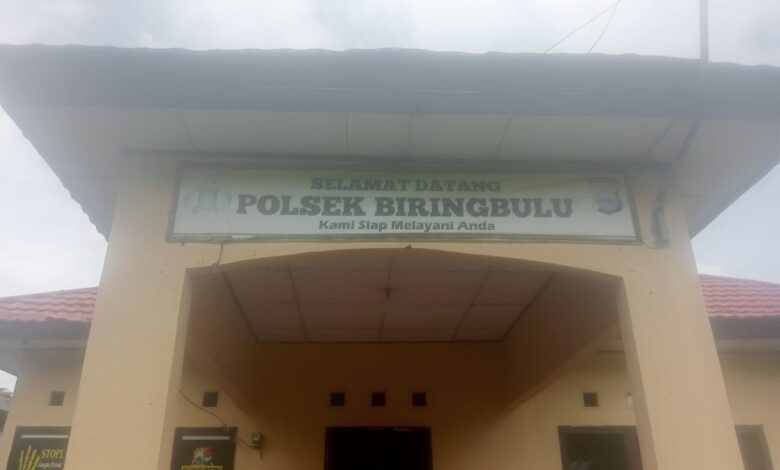 SELAMAT DATANG
POLSEK BIRINGBULU
Kami Siap Melayani Anda
STOP!